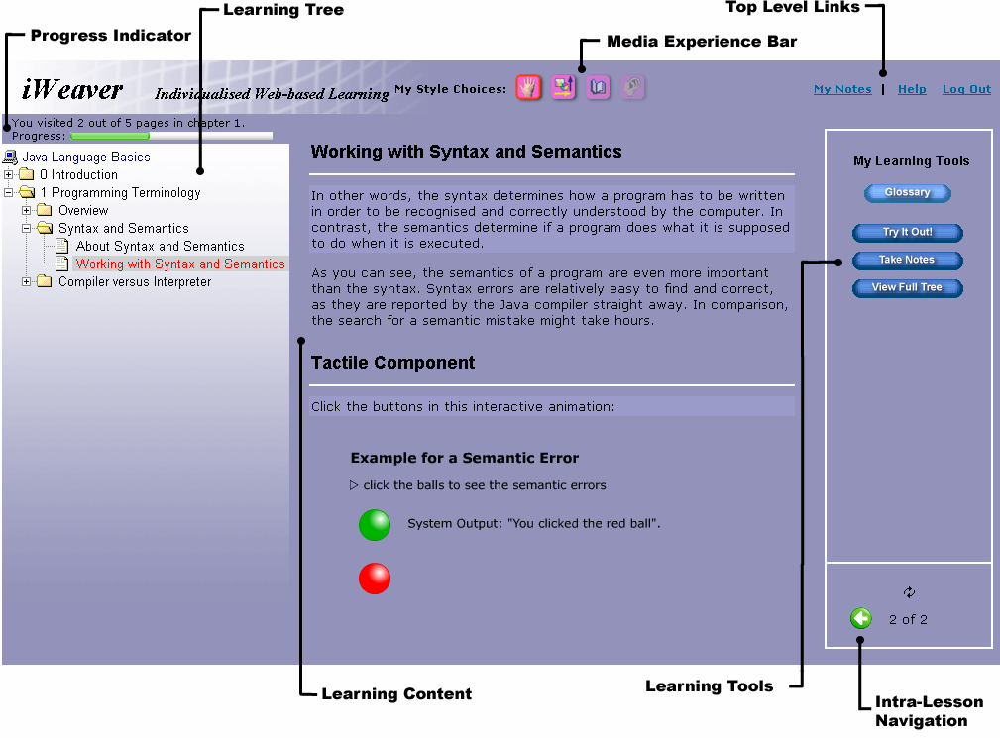 Learning Tree
Top Level Links
Progress Indicator
Media Experience Bar
iWeaver
Individualised Web-based Learning
My Style Choices:
My Notes | Help Log Out
You visited 2 out of 5 pages in chapter 1.
Progress:
Java Language Basics
0 Introduction
1 Programming Terminology
Overview
Syntax and Semantics
About Syntax and Semantics
Working with Syntax and Semantics
Compiler versus Interpreter
Working with Syntax and Semantics
In other words, the syntax determines how a program has to be written
in order to be recognised and correctly understood by the computer. In
contrast, the semantics determine if a program does what it is supposed
to do when it is executed.
As you can see, the semantics of a program are even more important
than the syntax. Syntax errors are relatively easy to find and correct,
as they are reported by the Java compiler straight away. In comparison,
the search for a semantic mistake might take hours.
Tactile Component
Click the buttons in this interactive animation:
Example for a Semantic Error
click the balls to see the semantic errors
System Output: "You clicked the red ball".
My Learning Tools
Glossary
Try It Out!
Take Notes
View Full Tree
2 of 2
Learning Content
Learning Tools
Intra-Lesson
Navigation